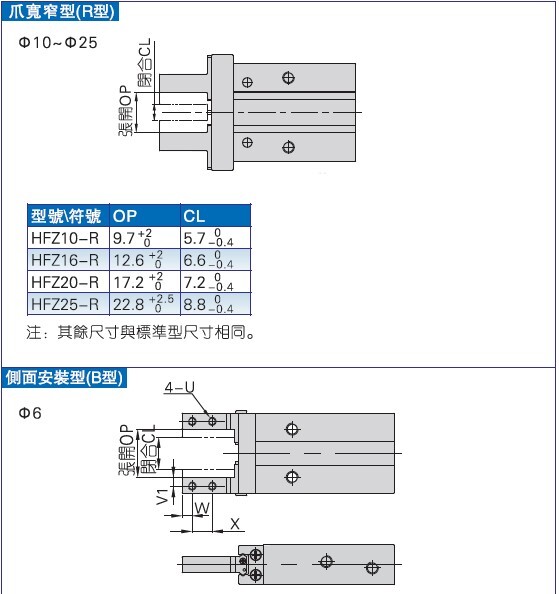 爪寬窄型(R型)
Φ10~Φ25
閉合CL
張開OP
型號\符號 OP CL
HFZ10-R 9.7 +2 0 5.7 0 -0.4
HFZ16-R 12.6 +2 0 6.6 0 -0.4
HFZ20-R 17.2 +2 0 7.2 0 -0.4
HFZ25-R 22.8 +2.5 0 8.8 0 -0.4
注：其餘尺寸與標準型尺寸相同。
側面安裝型(B型)
4-U
Φ6
張開OP
閉合CL
V1
W
X